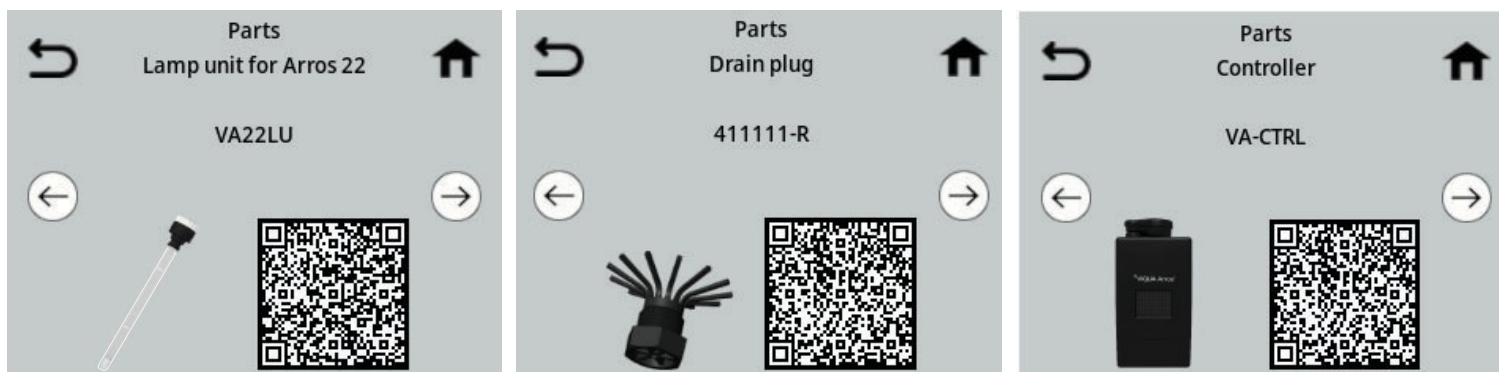 Parts
Lamp unit for Arros 22
VA22LU
Parts
Drain plug
411111-R
Parts
Controller
VA-CTRL